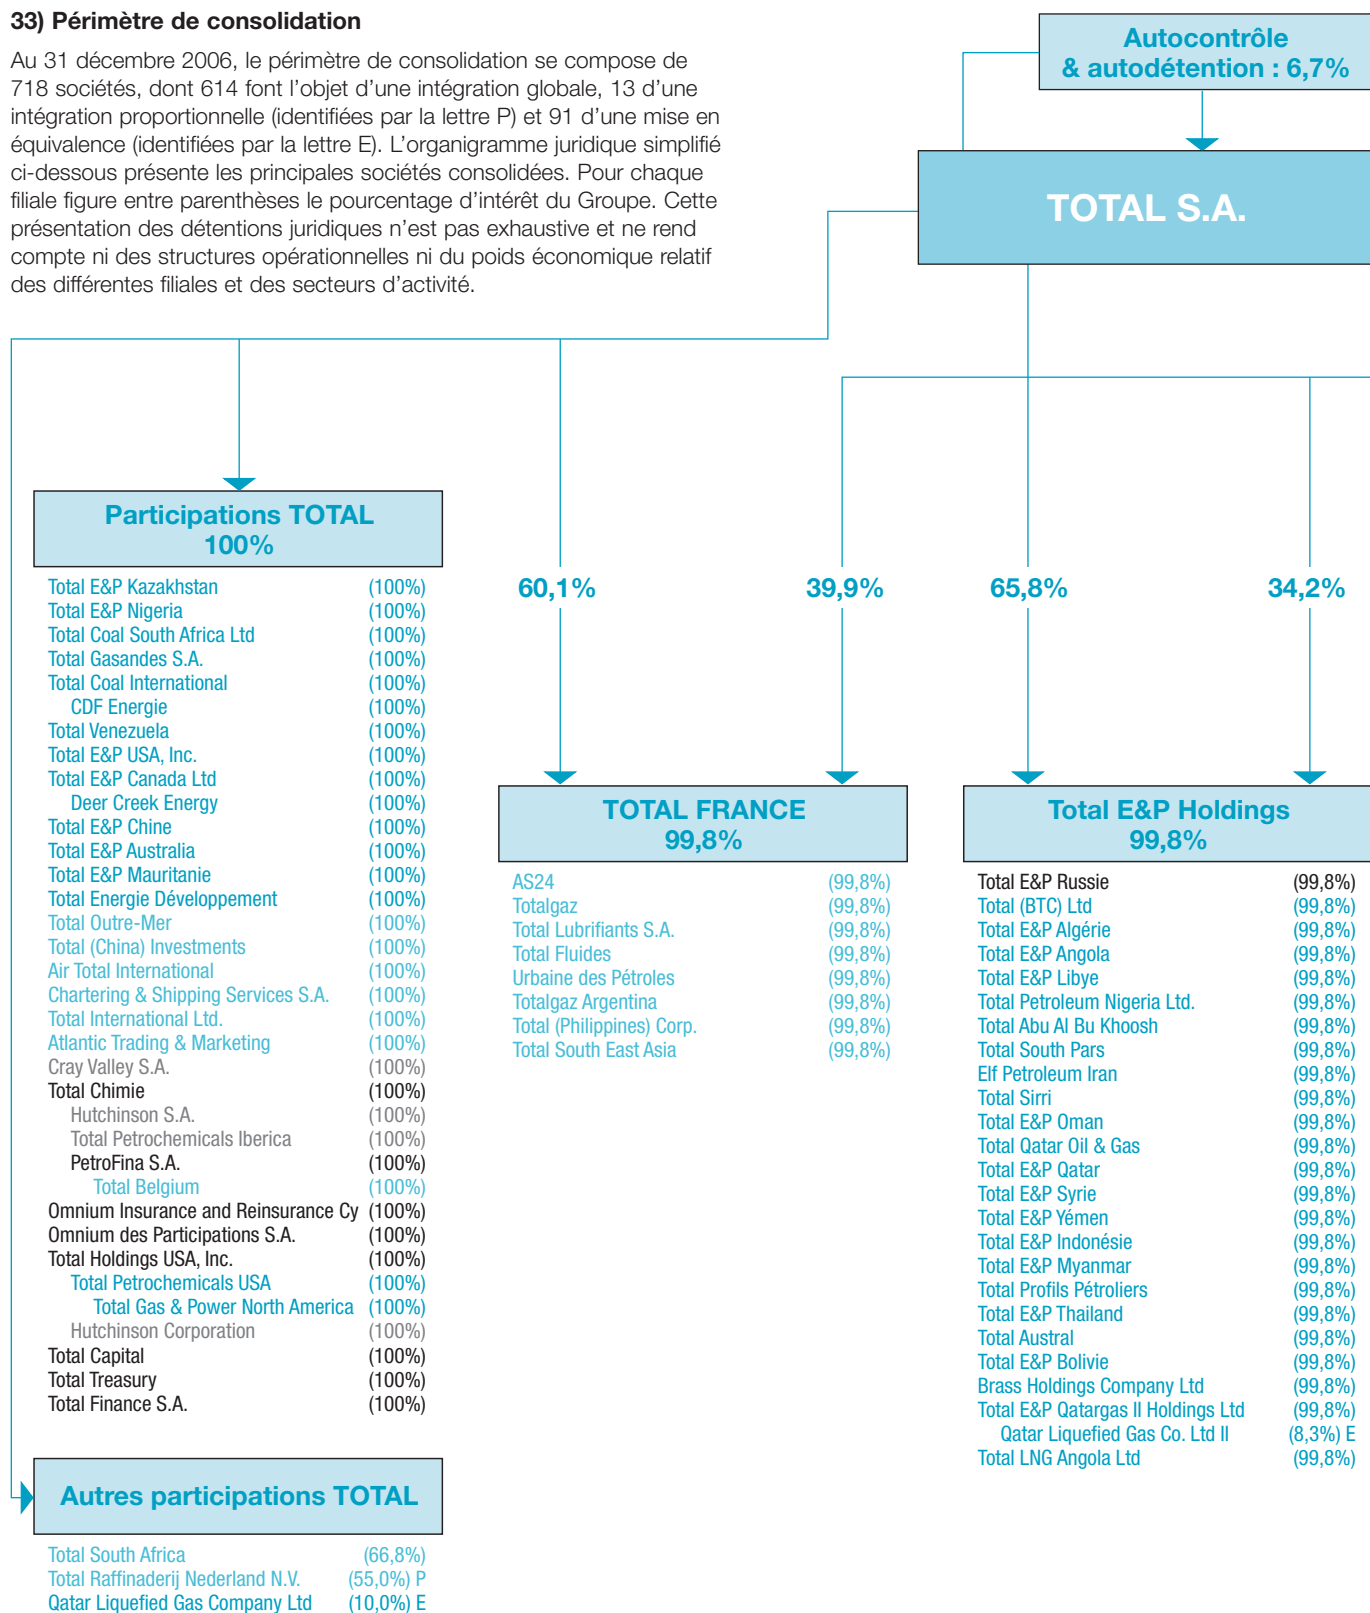 33) Périmètre de consolidation
Au 31 décembre 2006, le périmètre de consolidation se compose de
718 sociétés, dont 614 font l’objet d’une intégration globale, 13 d’une
intégration proportionnelle (identifiées par la lettre P) et 91 d’une mise en
équivalence (identifiées par la lettre E). L’organigramme juridique simplifié
ci-dessous présente les principales sociétés consolidées. Pour chaque
filiale figure entre parenthèses le pourcentage d’intérêt du Groupe. Cette
présentation des détentions juridiques n’est pas exhaustive et ne rend
compte ni des structures opérationnelles ni du poids économique relatif
des différentes filiales et des secteurs d’activité.
Autocontrôle
& autodétention : 6,7%
TOTAL S.A.
Participations TOTAL
100%
Total E&P Kazakhstan (100%)
Total E&P Nigeria (100%)
Total Coal South Africa Ltd (100%)
Total Gasandes S.A. (100%)
Total Coal International (100%)
CDF Energie (100%)
Total Venezuela (100%)
Total E&P USA, Inc. (100%)
Total E&P Canada Ltd (100%)
Deer Creek Energy (100%)
Total E&P Chine (100%)
Total E&P Australia (100%)
Total E&P Mauritanie (100%)
Total Energie Développement (100%)
Total Outre-Mer (100%)
Total (China) Investments (100%)
Air Total International (100%)
Chartering & Shipping Services S.A. (100%)
Total International Ltd. (100%)
Atlantic Trading & Marketing (100%)
Cray Valley S.A. (100%)
Total Chimie (100%)
Hutchinson S.A. (100%)
Total Petrochemicals Iberica (100%)
PetroFina S.A. (100%)
Total Belgium (100%)
Omnium Insurance and Reinsurance Cy (100%)
Omnium des Participations S.A. (100%)
Total Holdings USA, Inc. (100%)
Total Petrochemicals USA (100%)
Total Gas & Power North America (100%)
Hutchinson Corporation (100%)
Total Capital (100%)
Total Treasury (100%)
Total Finance S.A. (100%)
Autres participations TOTAL
Total South Africa (66,8%)
Total Raffinaderij Nederland N.V. (55,0%) P
Qatar Liquefied Gas Company Ltd (10,0%) E
60,1%
39,9%
TOTAL FRANCE
99,8%
AS24 (99,8%)
Totalgaz (99,8%)
Total Lubrifiants S.A. (99,8%)
Total Fluides (99,8%)
Urbaine des Pétroles (99,8%)
Totalgaz Argentina (99,8%)
Total (Philippines) Corp. (99,8%)
Total South East Asia (99,8%)
65,8%
34,2%
Total E&P Holdings
99,8%
Total E&P Russie (99,8%)
Total (BTC) Ltd (99,8%)
Total E&P Algérie (99,8%)
Total E&P Angola (99,8%)
Total E&P Libye (99,8%)
Total Petroleum Nigeria Ltd. (99,8%)
Total Abu Al Bu Khoosh (99,8%)
Total South Pars (99,8%)
Elf Petroleum Iran (99,8%)
Total Sirri (99,8%)
Total E&P Oman (99,8%)
Total Qatar Oil & Gas (99,8%)
Total E&P Qatar (99,8%)
Total E&P Syrie (99,8%)
Total E&P Yémen (99,8%)
Total E&P Indonésie (99,8%)
Total E&P Myanmar (99,8%)
Total Profils Pétroliers (99,8%)
Total E&P Thailand (99,8%)
Total Austral (99,8%)
Total E&P Bolivie (99,8%)
Brass Holdings Company Ltd (99,8%)
Total E&P Qatargas II Holdings Ltd (99,8%)
Qatar Liquefied Gas Co. Ltd II (8,3%) E
Total LNG Angola Ltd (99,8%)